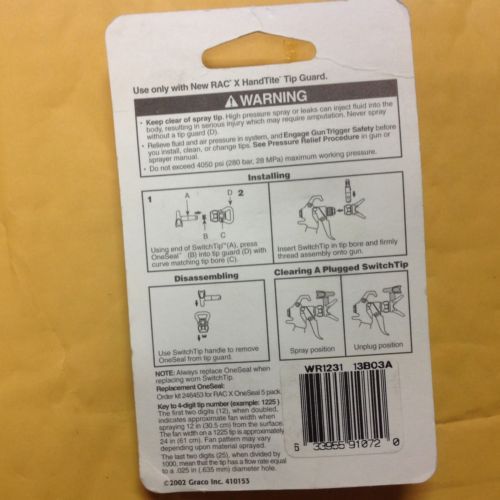 Use only with New RAC® X HandTite™ Tip Guard.
WARNING
• Keep clear of spray tip. High pressure spray or leaks can inject fluid into the
body, resulting in serious injury which may require amputation. Never spray
without a tip guard (D).
• Relieve fluid and air pressure in system, and Engage Gun Trigger Safety before
you install, clean, or change tips. See Pressure Relief Procedure in gun or
sprayer manual.
• Do not exceed 4050 psi (280 bar, 28 MPa) maximum working pressure.
Installing
1 A D 2
B C
Using end of SwitchTip™(A), press
OneSeal™ (B) into tip guard (D) with
curve matching tip bore (C).
Insert SwitchTip in tip bore and firmly
thread assembly onto gun.
Disassembling
Use SwitchTip handle to remove
OneSeal from tip guard.
Clearing A Plugged SwitchTip
Spray position
Unplug position
NOTE: Always replace OneSeal when
replacing worn SwitchTip.
Replacement OneSeal:
Order kit 246453 for RAC X OneSeal 5 pack.
Key to 4-digit tip number (example: 1225)
The first two digits (12), when doubled,
indicates approximate fan width when
spraying 12 in (30.5 cm) from the surface.
The fan width on a 1225 tip is approximately
24 in (61 cm). Fan pattern may vary
depending upon material sprayed.
The last two digits (25), when divided by
1000, mean that the tip has a flow rate equal
to a .025 in (.635 mm) diameter hole.
©2002 Graco Inc. 410153
WR1231 13B03A
6 33955 91072 0